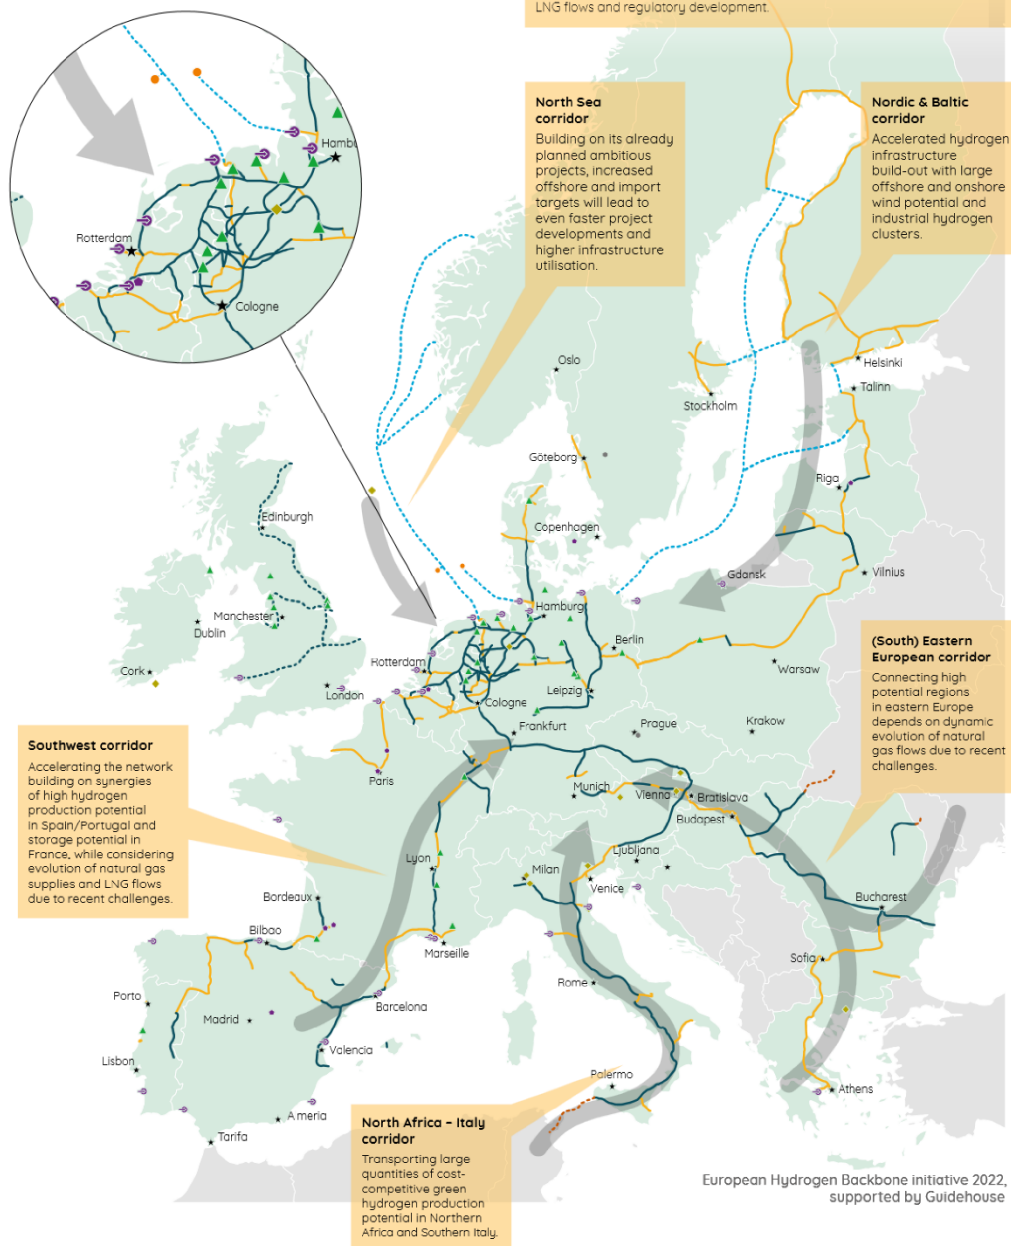 LNG flows and regulatory development.
North Sea
corridor
Building on its already
planned ambitious
projects, increased
offshore and import
targets will lead to
even faster project
developments and
higher infrastructure
utilisation.
Nordic & Baltic
corridor
Accelerated hydrogen
infrastructure
build-out with large
offshore and onshore
wind potential and
industrial hydrogen
clusters.
Hambu
Rotterdam
Cologne
Oslo
Stockholm
Helsinki
Talinn
Göteborg
Riga
Edinburgh
Copenhagen
Gdansk
Vilnius
Manchester
Dublin
Hamburg
Berlin
Cork
London
Rotterdam
Warsaw
Leipzig
Cologne
(South) Eastern
European corridor
Connecting high
potential regions
in eastern Europe
depends on dynamic
evolution of natural
gas flows due to recent
challenges.
Frankfurt
Prague
Krakow
Paris
Southwest corridor
Accelerating the network
building on synergies
of high hydrogen
production potential
in Spain/Portugal and
storage potential in
France, while considering
evolution of natural gas
supplies and LNG flows
due to recent challenges.
Munich
Vienna
Bratislava
Budapest
Lyon
Milan
Ljubljana
Venice
Bordeaux
Bucharest
Bilbao
Marseille
Sofia
Porto
Madrid
Barcelona
Rome
Valencia
Lisbon
Palermo
Athens
Ameria
Tarifa
North Africa – Italy
corridor
Transporting large
quantities of cost-
competitive green
hydrogen production
potential in Northern
Africa and Southern Italy.
European Hydrogen Backbone initiative 2022,
supported by Guidehouse